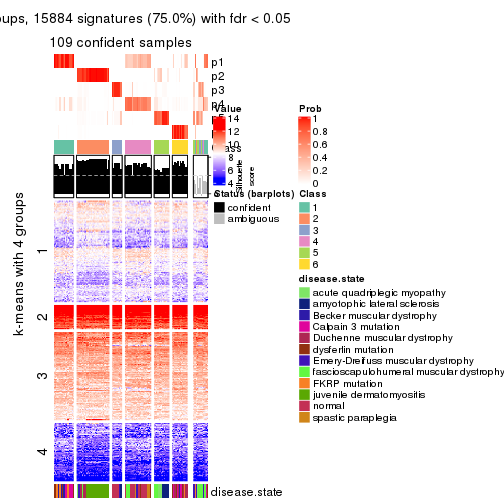 oups, 15884 signatures (75.0%) with fdr < 0.05
109 confident samples
p1
p2
p3
p4
Value
14
12
10
8
6
4
Silhouette
score
Prob
1
0.8
0.6
0.4
0.2
0
Status (barplots)
confident
ambiguous
Class
1
2
3
4
5
6
disease.state
acute quadriplegic myopathy
amyotophic lateral sclerosis
Becker muscular dystrophy
Calpain 3 mutation
Duchenne muscular dystrophy
dysferlin mutation
Emery-Dreifuss muscular dystrophy
fascioscapulohumeral muscular dystrophy
FKRP mutation
juvenile dermatomyositis
normal
spastic paraplegia
k-means with 4 groups
1
2
3
4
disease.state